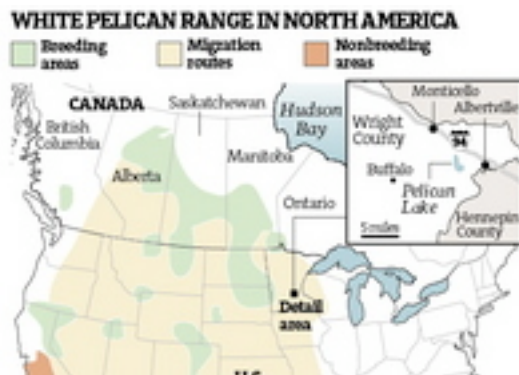 WHITE PELICAN RANGE IN NORTH AMERICA
Breeding
areas
Migration
routes
Nonbreeding
areas
CANADA
Saskatchewan
Hudson
Bay
British
Columbia
Alberta
Manitoba
Ontario
Monticello
Albertville
Wright
County
94
Buffalo
Pelican
Lake
5 miles
Hennepin
County
Detail
area
U.S.